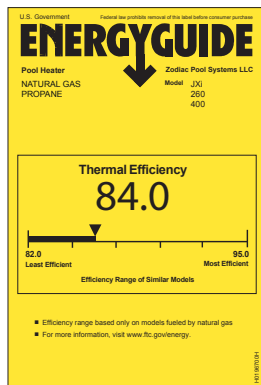 U.S. Government Federal law prohibits removal of this label before consumer purchase
ENERGYGUIDE
Pool Heater Zodiac Pool Systems LLC
NATURAL GAS Model JXi
PROPANE 260
400
Thermal Efficiency
84.0
82.0 95.0
Least Efficient Most Efficient
Efficiency Range of Similar Models
■ Efficiency range based only on models fueled by natural gas
■ For more information, visit www.ftc.gov/energy.